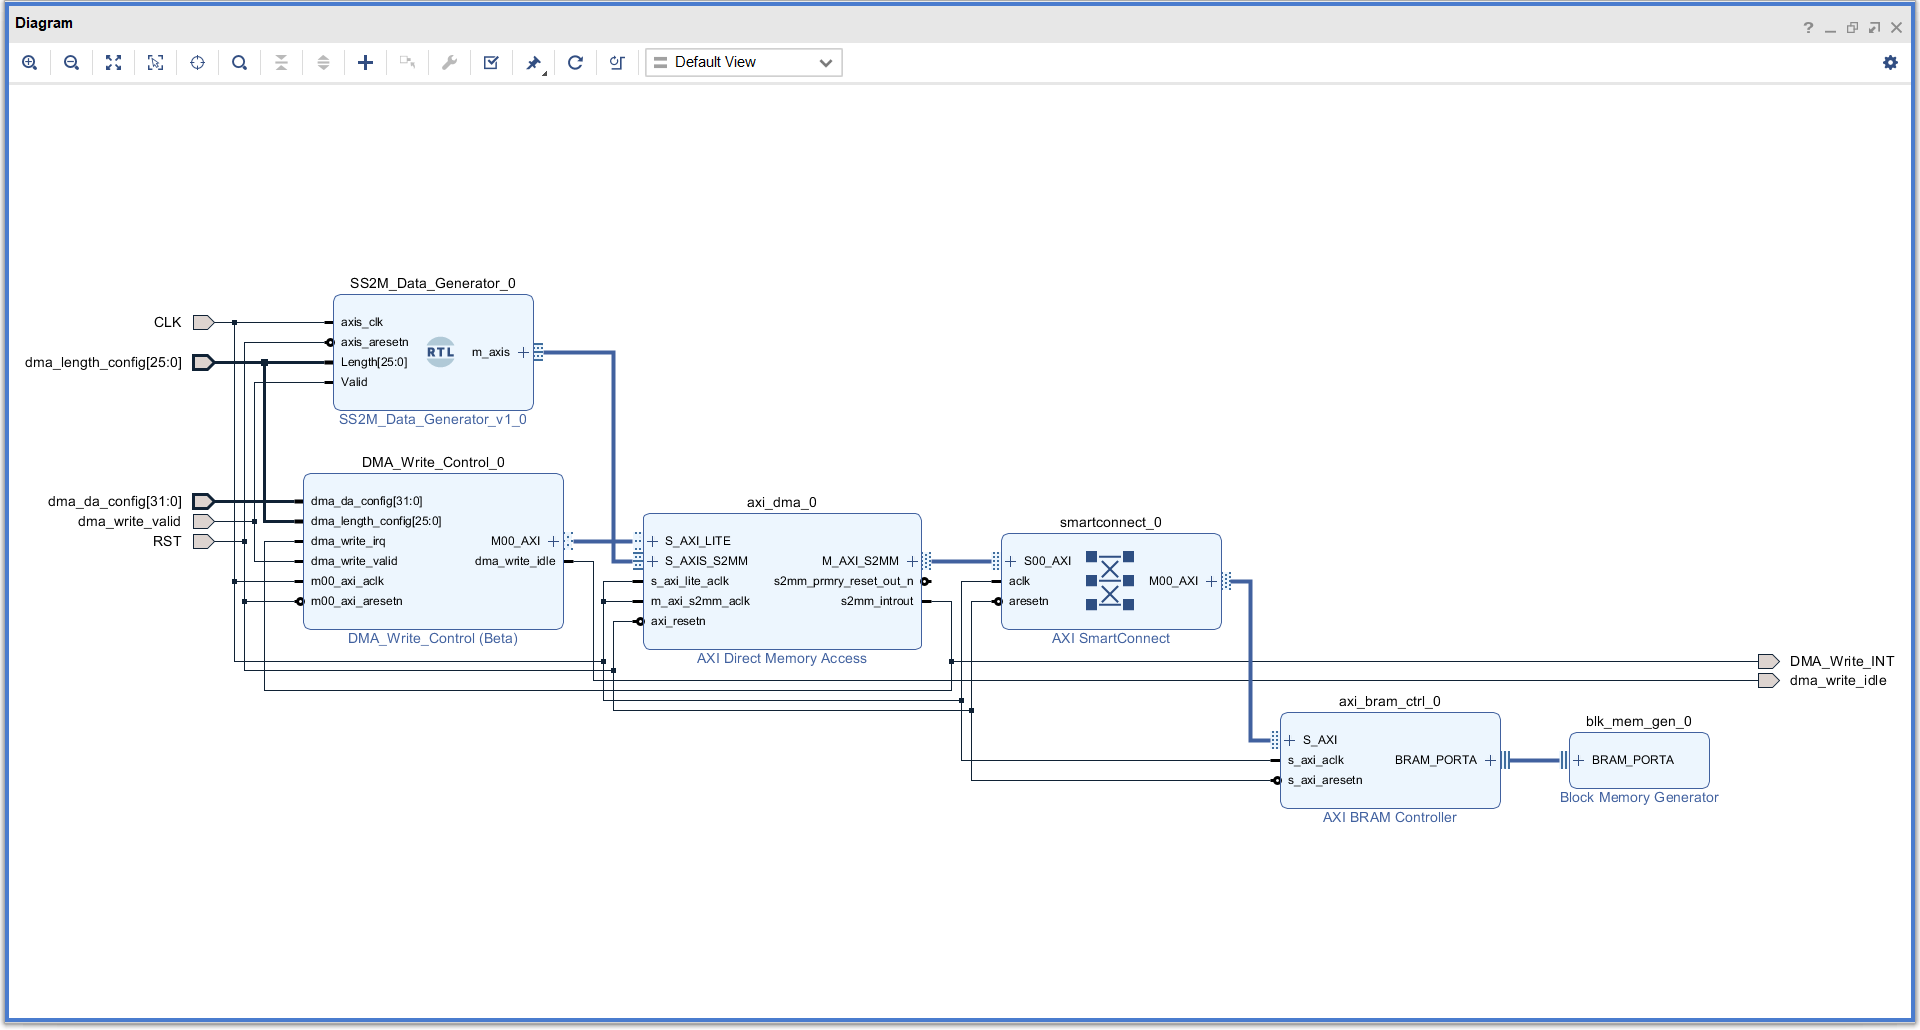 Diagram
Default View
SS2M_Data_Generator_0
CLK
axis_clk
axis_aresetn
RTL
m_axis
dma_length_config[25:0]
Length[25:0]
Valid
SS2M_Data_Generator_v1_0
DMA_Write_Control_0
dma_da_config[31:0]
dma_write_valid
RST
dma_da_config[31:0]
dma_length_config[25:0]
dma_write_irq
dma_write_valid
m00_axi_aclk
m00_axi_aresetn
M00_AXI
dma_write_idle
DMA_Write_Control (Beta)
axi_dma_0
S_AXI_LITE
S_AXIS_S2MM
s_axi_lite_aclk
m_axi_s2mm_aclk
axi_resetn
M_AXI_S2MM
s2mm_prmry_reset_out_n
s2mm_introut
AXI Direct Memory Access
smartconnect_0
S00_AXI
aclk
aresetn
M00_AXI
AXI SmartConnect
DMA_Write_INT
dma_write_idle
axi_bram_ctrl_0
S_AXI
s_axi_aclk
s_axi_aresetn
BRAM_PORTA
AXI BRAM Controller
blk_mem_gen_0
BRAM_PORTA
Block Memory Generator